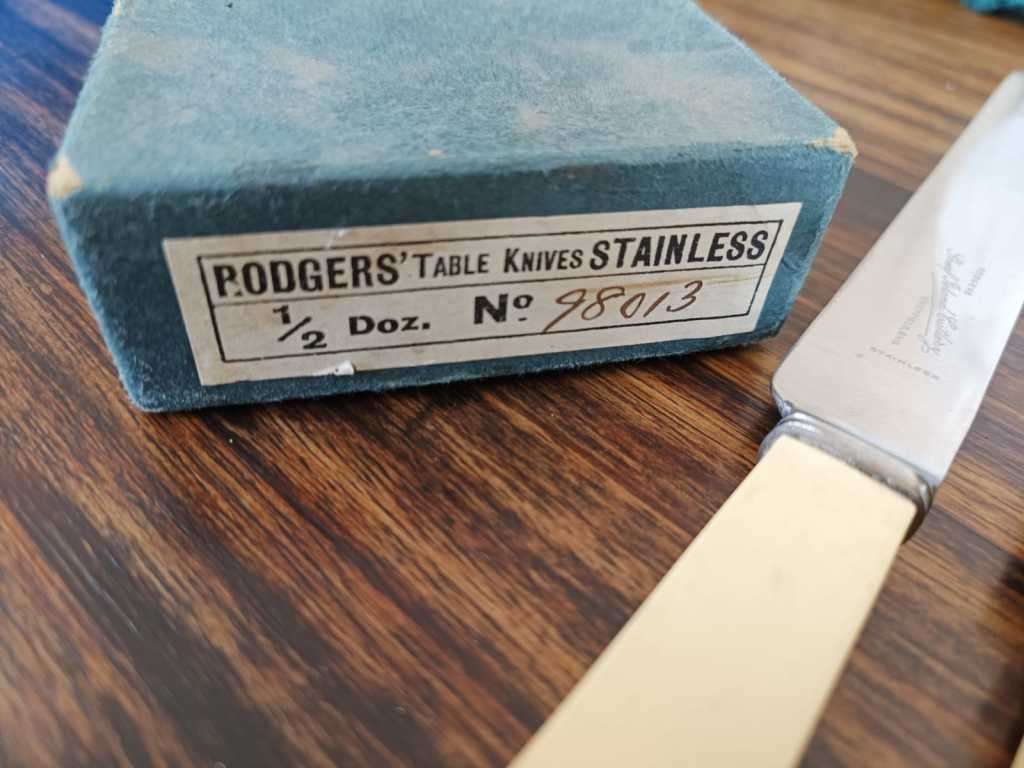 RODGERS' TABLE KNIVES STAINLESS
1/2 Doz. No. 98013
STAINLESS